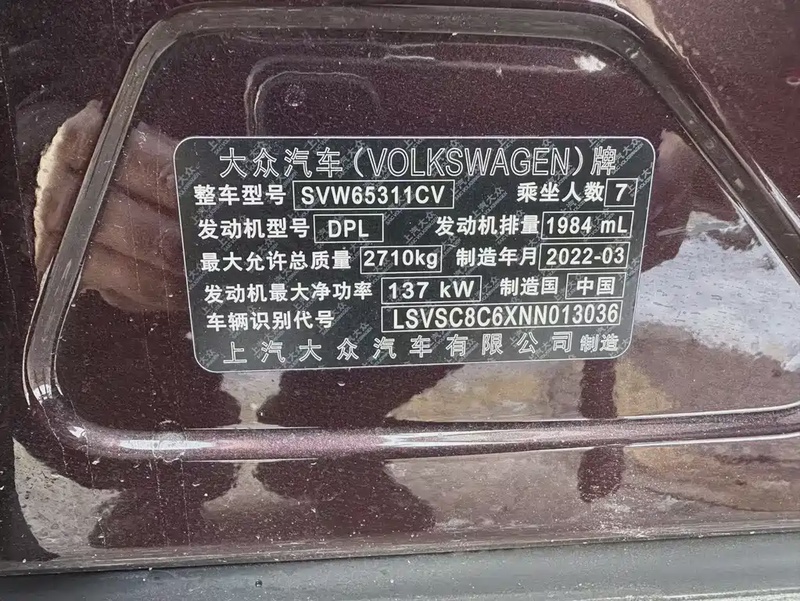 大众汽车(VOLKSWAGEN)牌
整车型号 SVW65311CV 乘坐人数 7
发动机型号 DPL 发动机排量 1984 mL
最大允许总质量 2710kg 制造年月 2022-03
发动机最大净功率 137 kW 制造国 中国
车辆识别代号 LSVSC8C6XNN013036
上汽大众汽车有限公司 制造